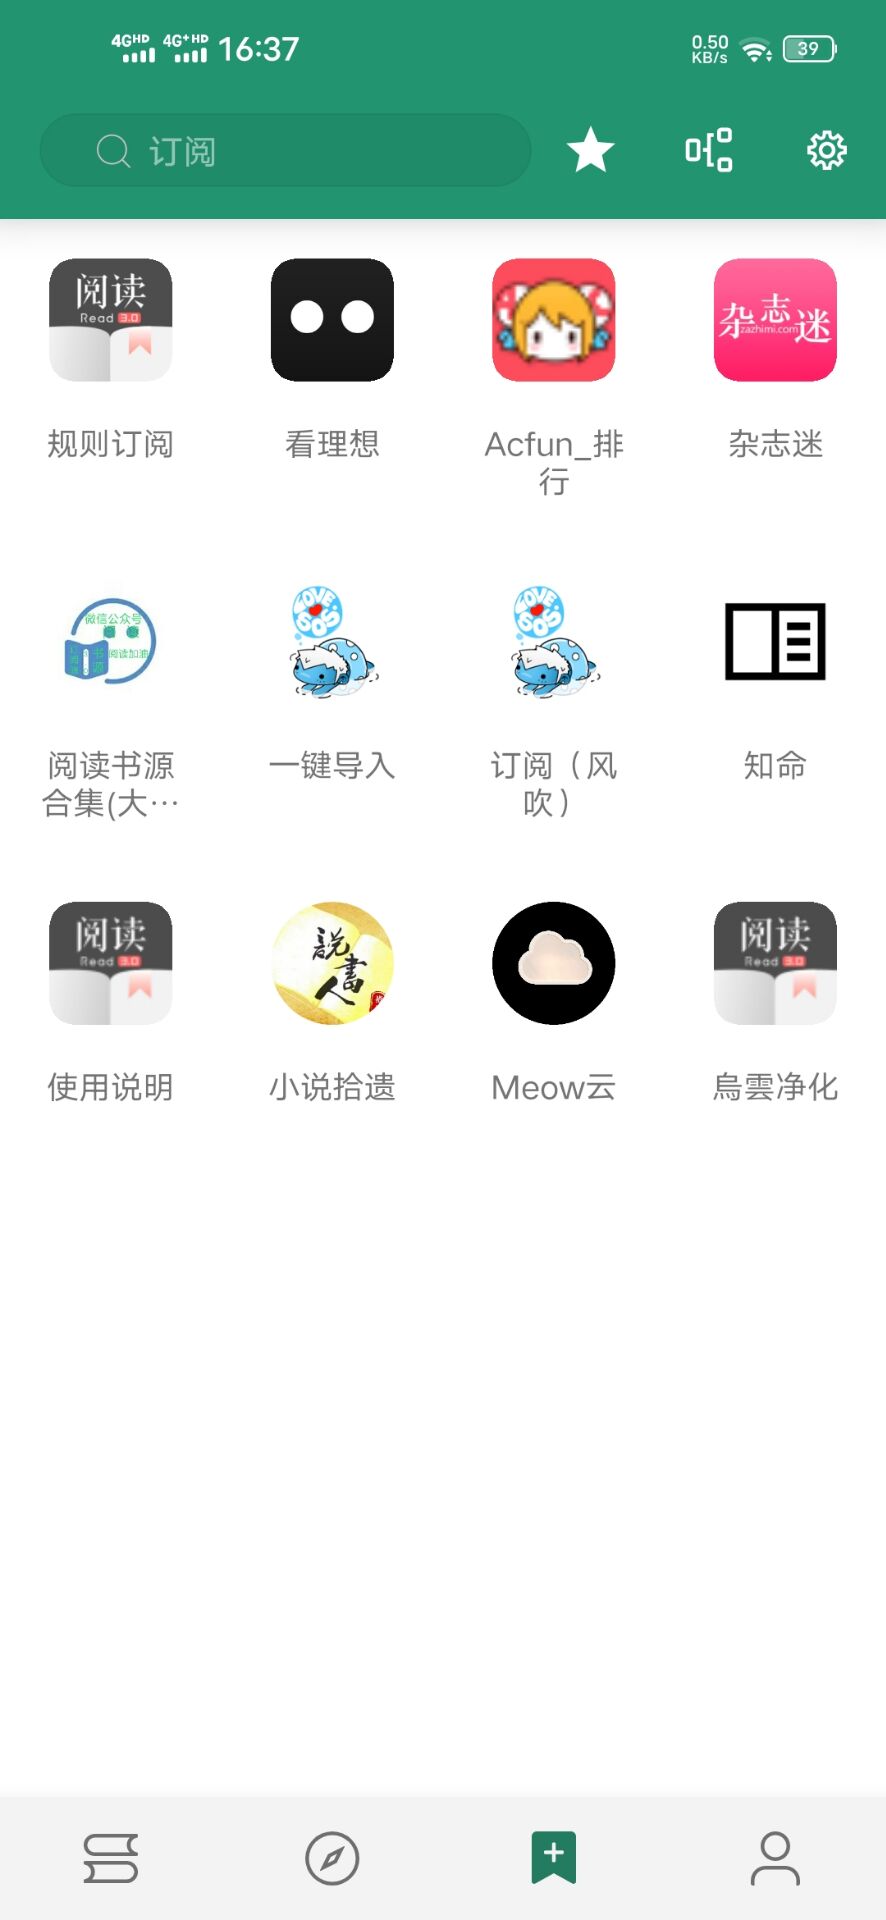 4GHD 4G+HD 16:37 0.50 KB/s 39
订阅
阅读
Read 3.0
杂志迷
zazhimi.com
规则订阅 看理想 Acfun_排行 杂志迷
微信公众号
书源
阅读加油
LOVE SOS
LOVE SOS
阅读书源合集(大… 一键导入 订阅（风吹） 知命
阅读
Read 3.0
説書人
阅读
Read 3.0
使用说明 小说拾遗 Meow云 烏雲净化